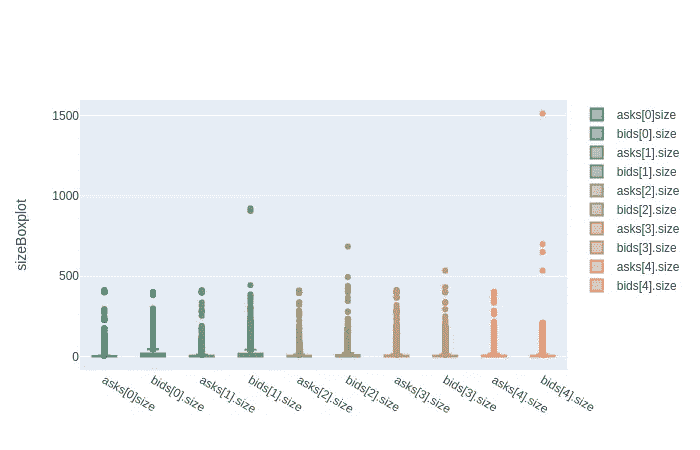 sizeBoxplot
1500
1000
500
0
asks[0]size
bids[0].size
asks[1].size
bids[1].size
asks[2].size
bids[2].size
asks[3].size
bids[3].size
asks[4].size
bids[4].size
asks[0]size
bids[0].size
asks[1].size
bids[1].size
asks[2].size
bids[2].size
asks[3].size
bids[3].size
asks[4].size
bids[4].size